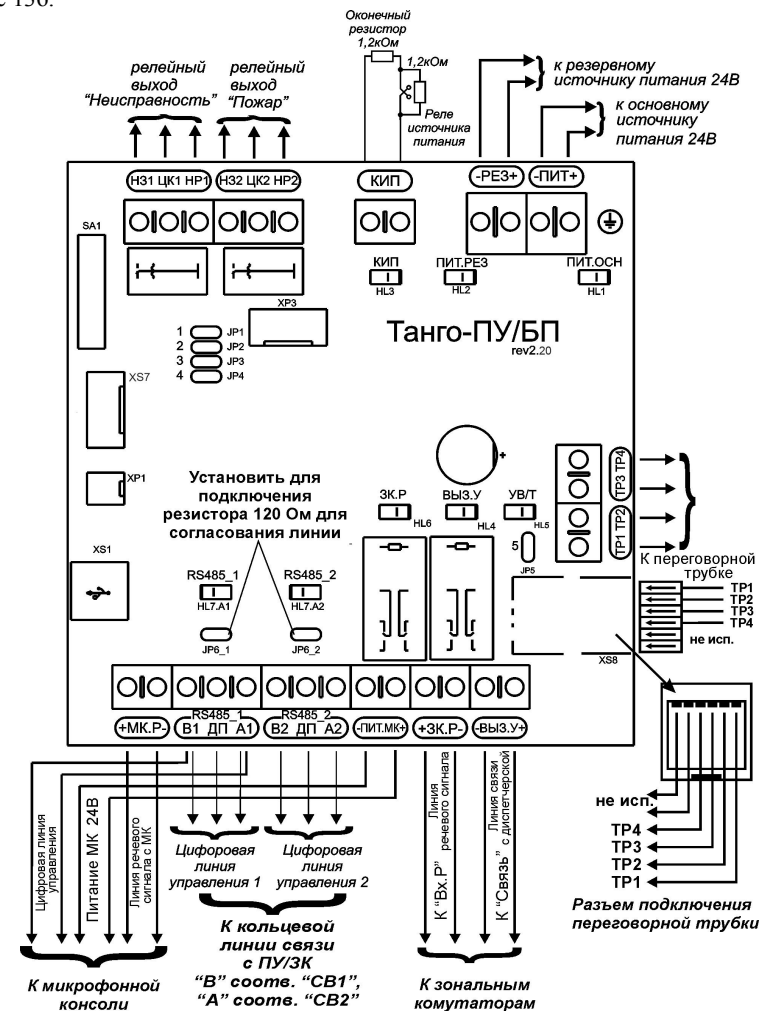 с 136.
Оконечный
резистор
1,2кОм
1,2кОм
Реле
источника
питания
релейный
выход
“Неисправность”
релейный
выход
“Пожар”
к резервному
источнику питания 24В
к основному
источнику
питания 24В
НЗ1 ЦК1 НР1
НЗ2 ЦК2 НР2
КИП
-РЕЗ+
-ПИТ+
SA1
КИП
HL3
ПИТ.РЕЗ
HL2
ПИТ.ОСН
HL1
XP3
1 JP1
2 JP2
3 JP3
4 JP4
Танго-ПУ/БП
rev2.20
XS7
XP1
XS1
+
Установить для
подключения
резистора 120 Ом для
согласования линии
ЗК.Р
HL6
ВЫЗ.У
HL4
УВ/Т
HL5
5
JP5
ТР3 ТР4
ТР1 ТР2
К переговорной
трубке
ТР1
ТР2
ТР3
ТР4
не исп.
XS8
RS485_1
HL7.A1
JP6_1
RS485_2
HL7.A2
JP6_2
+МК.Р-
RS485_1
В1 ДП А1
RS485_2
В2 ДП А2
-ПИТ.МК+
+ЗК.Р-
-ВЫЗ.У+
Цифровая линия
управления
Питание МК 24В
Линия речевого
сигнала с МК
Цифровая
линия
управления 1
Цифровая
линия
управления 2
К “Вх.Р”
Линия
речевого сигнала
К “Связь”
Линия связи
с диспетчерской
не исп.
ТР4
ТР3
ТР2
ТР1
Разъем подключения
переговорной трубки
К микрофонной
консоли
К кольцевой
линии связи
с ПУ/ЗК
“В” соотв. “СВ1”,
“А” соотв. “СВ2”
К зональным
комутаторам